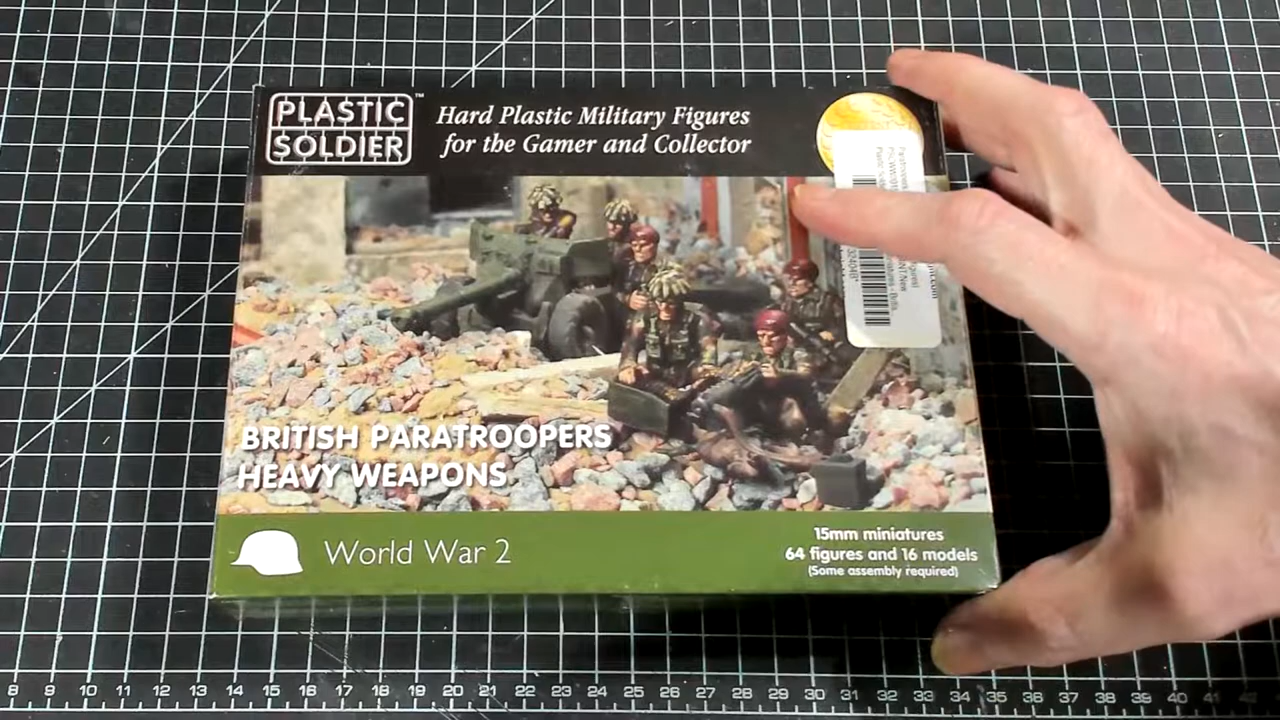 PLASTIC
SOLDIER™
Hard Plastic Military Figures
for the Gamer and Collector
BRITISH PARATROOPERS
HEAVY WEAPONS
World War 2
15mm miniatures
64 figures and 16 models
(Some assembly required)
8 9 10 11 12 13 14 15 16 17 18 19 20 21 22 23 24 25 26 27 28 29 30 31 32 33 34 35 36 37 38 39 40 41 42